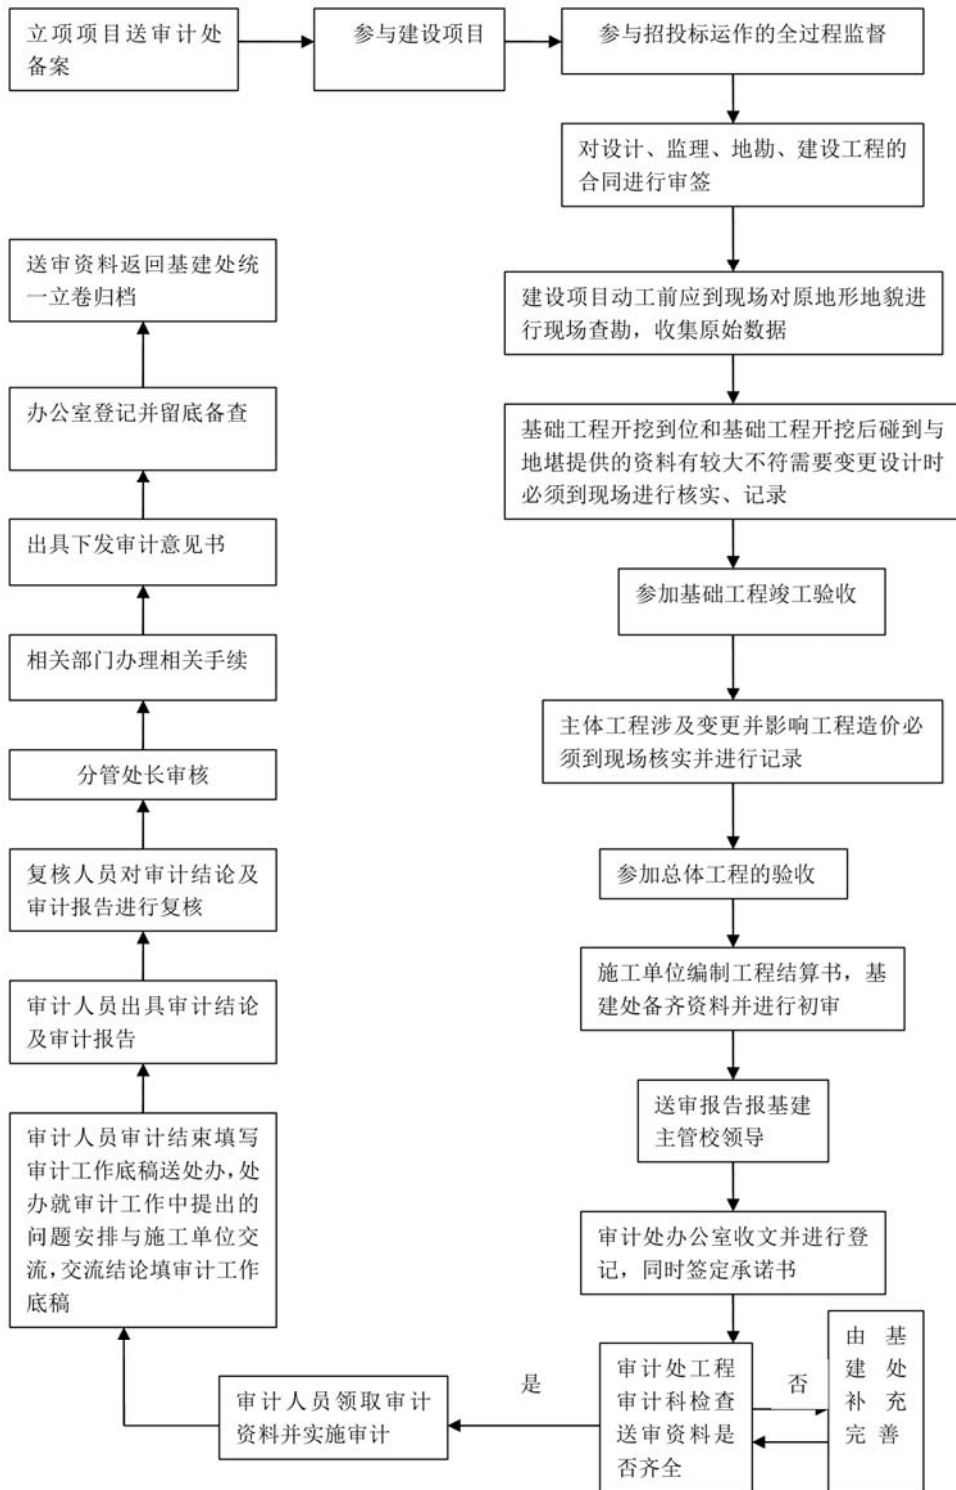 立项项目送审计处
备案
参与建设项目
参与招投标运作的全过程监督
对设计、监理、地勘、建设工程的
合同进行审签
建设项目动工前应到现场对原地形地貌进
行现场查勘，收集原始数据
基础工程开挖到位和基础工程开挖后碰到与
地堪提供的资料有较大不符需要变更设计时
必须到现场进行核实、记录
参加基础工程竣工验收
主体工程涉及变更并影响工程造价必
须到现场核实并进行记录
参加总体工程的验收
施工单位编制工程结算书，基
建处备齐资料并进行初审
送审报告报基建
主管校领导
审计处办公室收文并进行登
记，同时签定承诺书
审计处工程
审计科检查
送审资料是
否齐全
否
由基
建处
补充
完善
是
审计人员领取审计
资料并实施审计
审计人员审计结束填写
审计工作底稿送处办，处
办就审计工作中提出的
问题安排与施工单位交
流，交流结论填审计工作
底稿
审计人员出具审计结论
及审计报告
复核人员对审计结论及
审计报告进行复核
分管处长审核
相关部门办理相关手续
出具下发审计意见书
办公室登记并留底备查
送审资料返回基建处统
一立卷归档